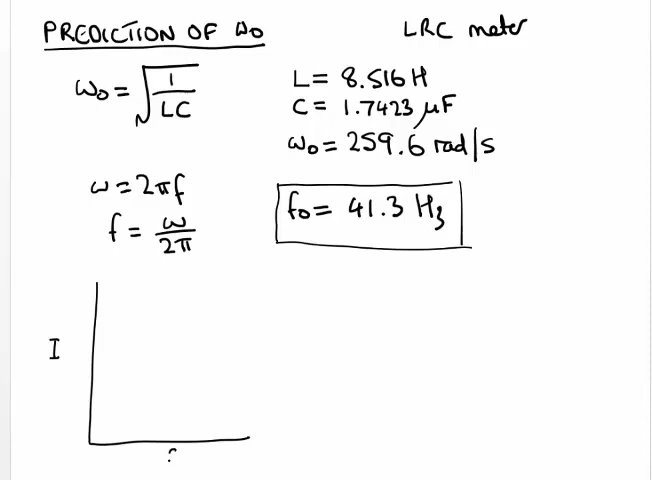 PREDICTION OF ω₀
LRC meter
ω₀ = √(1/LC)
L = 8.516 H
C = 1.7423 μF
ω₀ = 259.6 rad/s
ω = 2πf
f = ω/2π
f₀ = 41.3 Hz
I